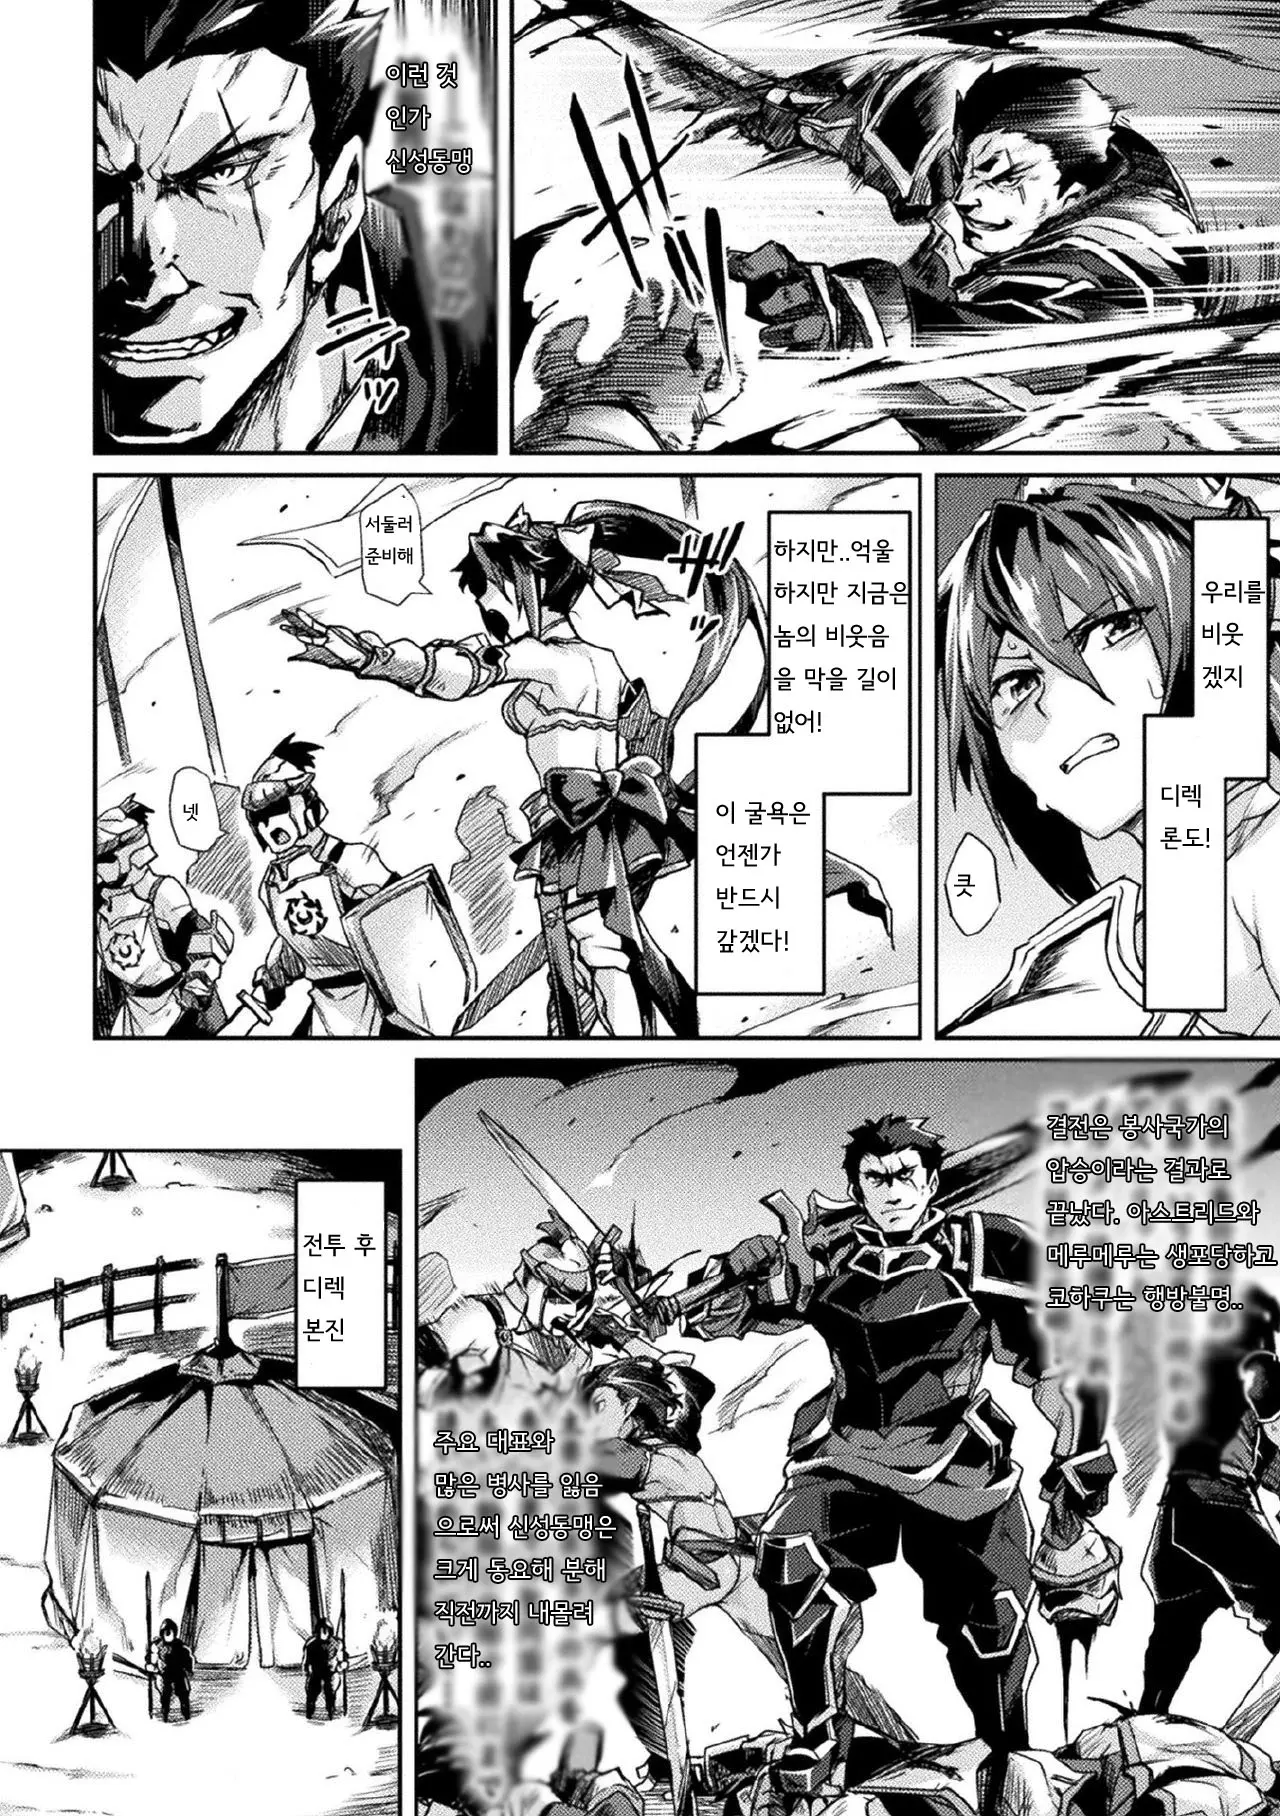 이런 것
인가
신성동맹
우리를
비웃
겠지
디렉
론도!
큿
하지만..억울
하지만 지금은
놈의 비웃음
을 막을 길이
없어!
이 굴욕은
언젠가
반드시
갚겠다!
서둘러
준비해
넷
결전은 봉사국가의
압승이라는 결과로
끝났다. 아스트리드와
메루메루는 생포당하고
코하쿠는 행방불명..
주요 대표와
많은 병사를 잃음
으로써 신성동맹은
크게 동요해 분해
직전까지 내몰려
간다..
전투 후
디렉
본진